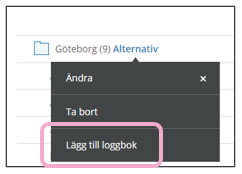 Göteborg (9) Alternativ
Ändra ×
Ta bort
Lägg till loggbok